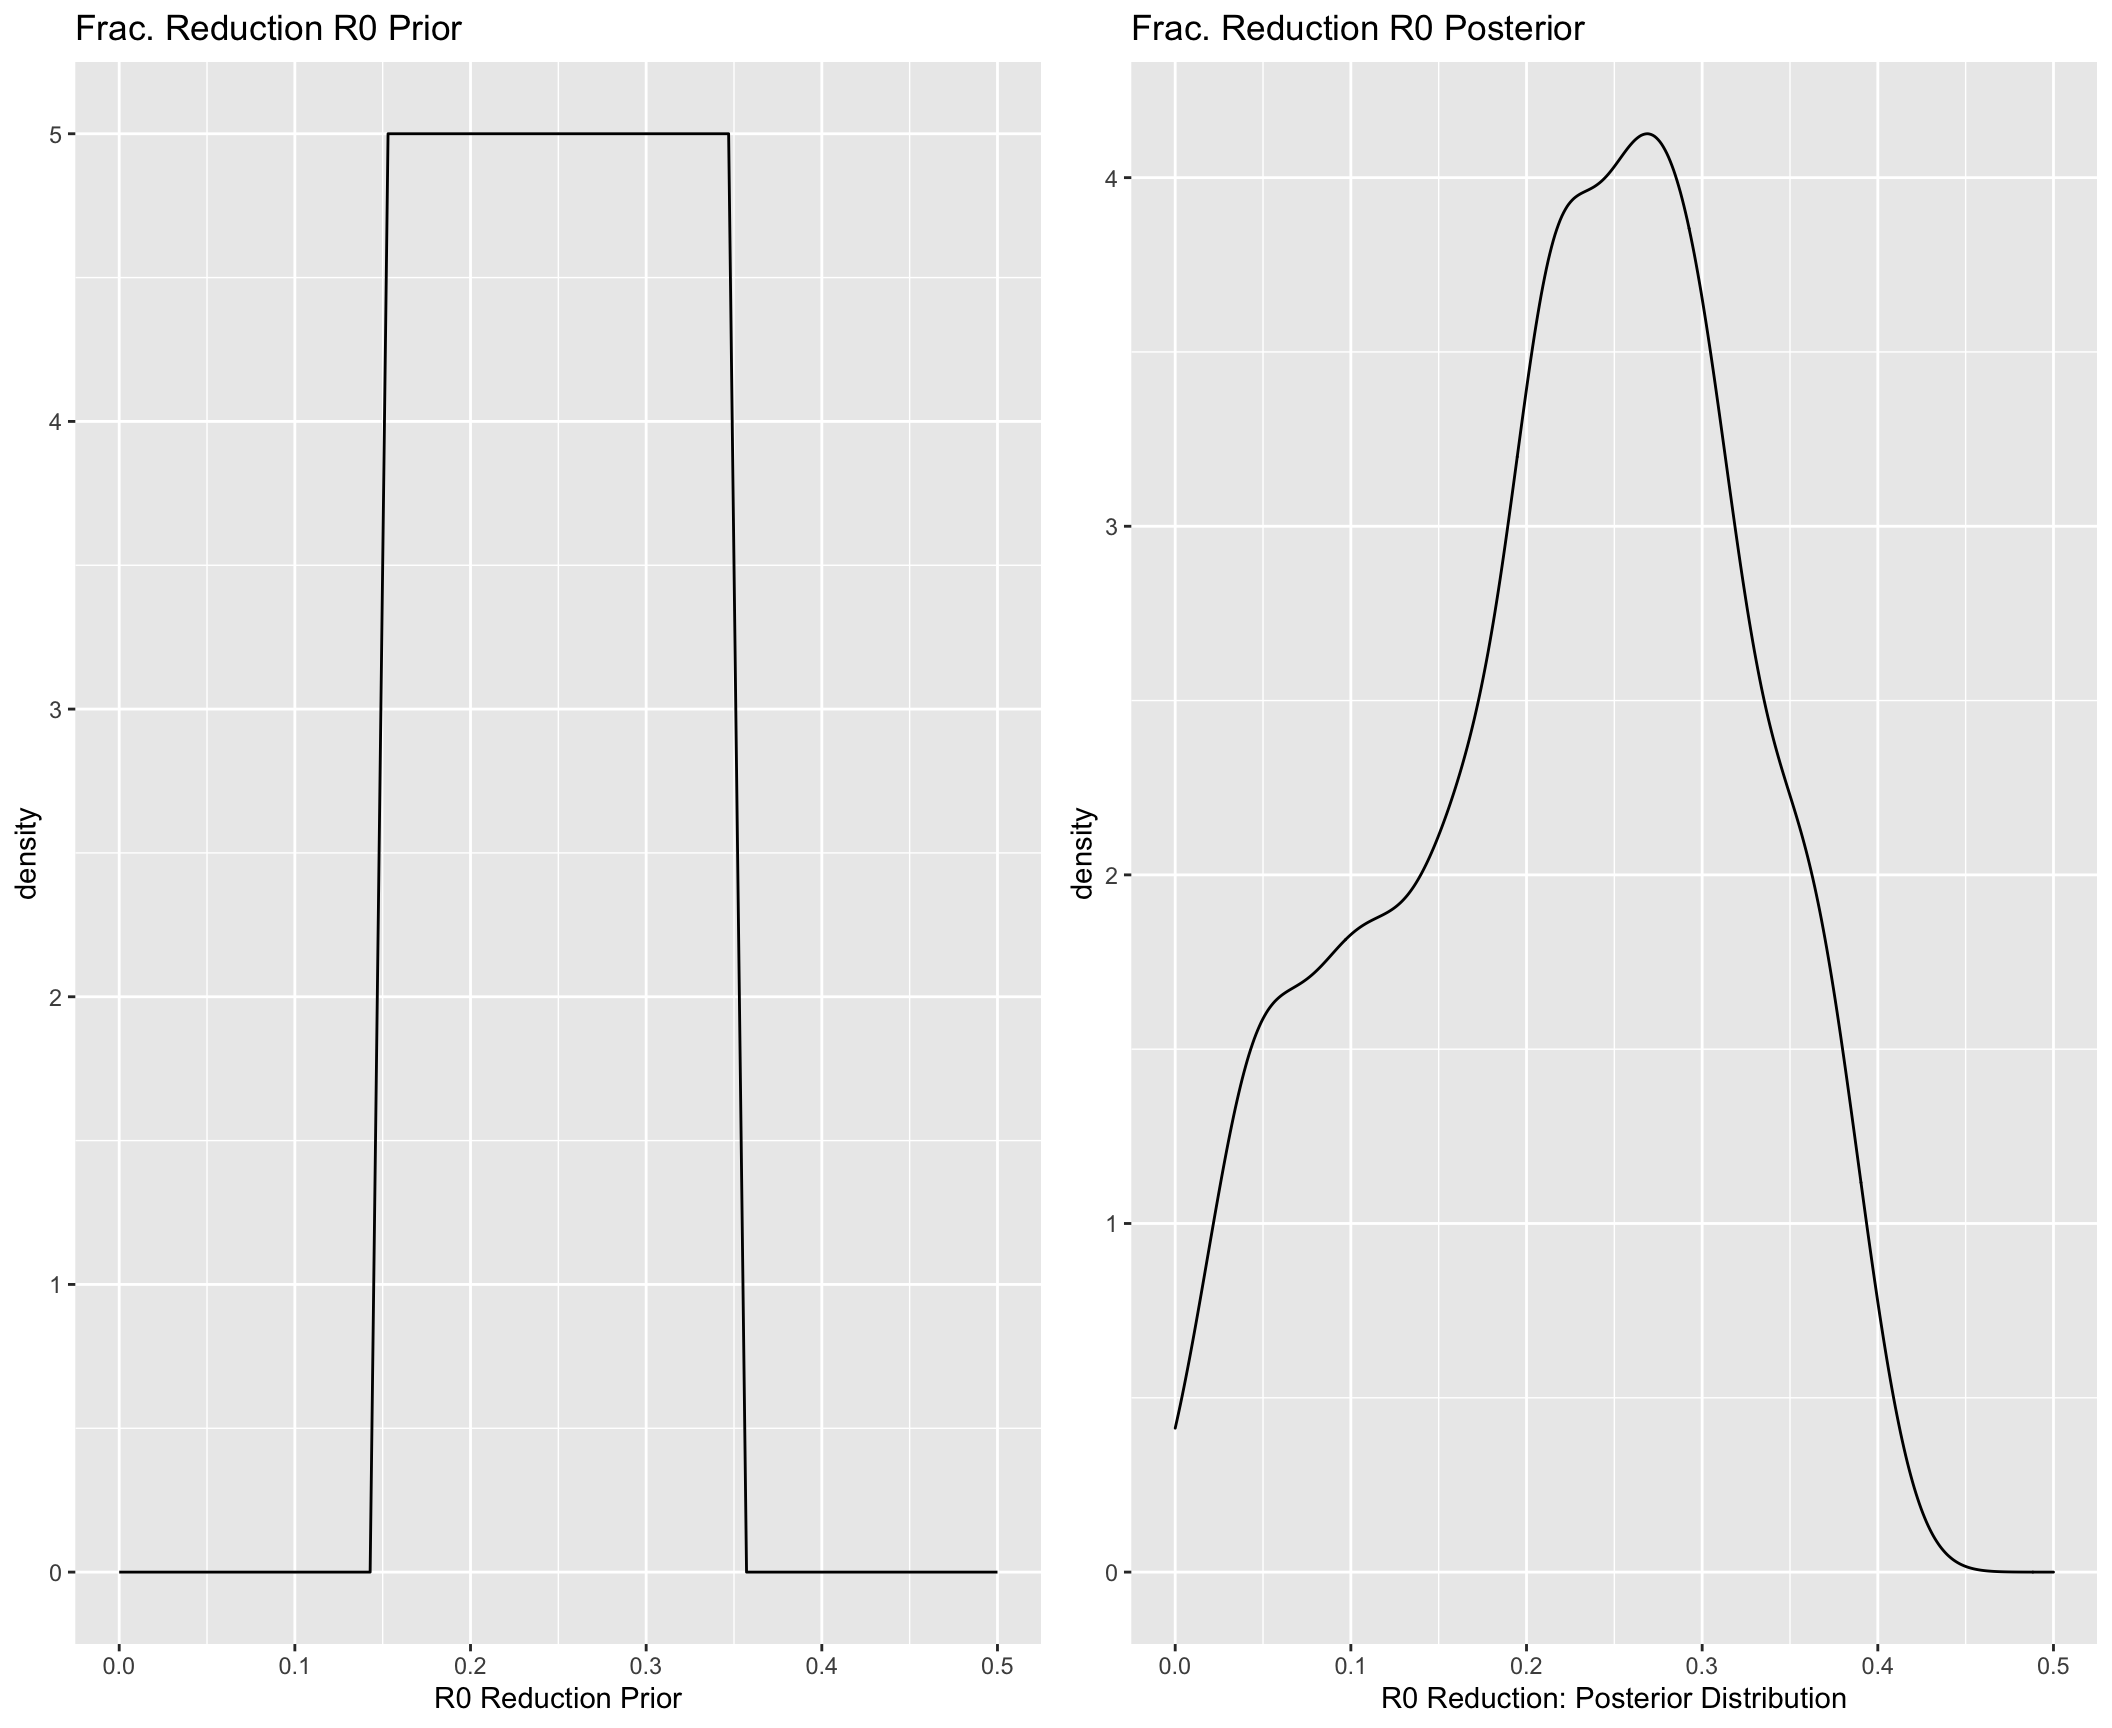 Frac. Reduction R0 Prior
density
5
4
3
2
1
0
0.0 0.1 0.2 0.3 0.4 0.5
R0 Reduction Prior
Frac. Reduction R0 Posterior
density
4
3
2
1
0
0.0 0.1 0.2 0.3 0.4 0.5
R0 Reduction: Posterior Distribution